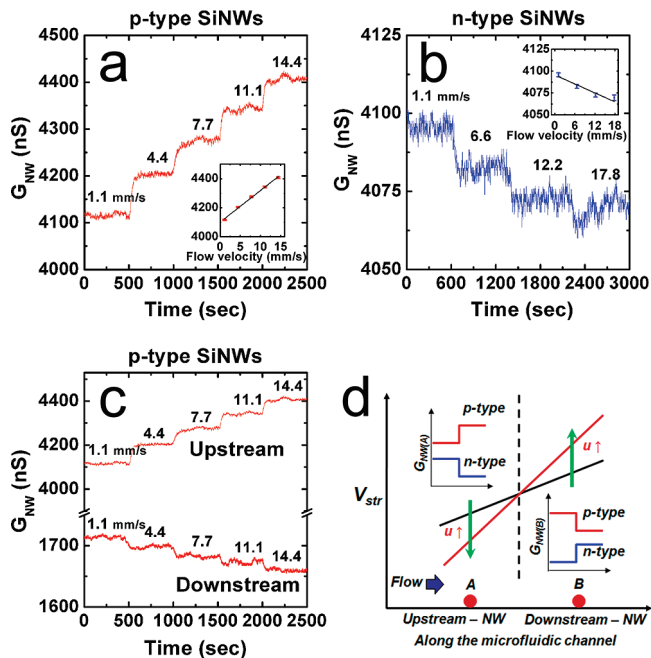 p-type SiNWs
a
G_NW (nS)
4500
4400
4300
4200
4100
4000
1.1 mm/s
4.4
7.7
11.1
14.4
4400
4200
4000
0 5 10 15
Flow velocity (mm/s)
0 500 1000 1500 2000 2500
Time (sec)
n-type SiNWs
b
G_NW (nS)
4125
4100
4075
4050
1.1 mm/s
6.6
12.2
17.8
4125
4100
4075
4050
0 6 12 18
Flow velocity (mm/s)
0 600 1200 1800 2400 3000
Time (sec)
p-type SiNWs
c
G_NW (nS)
4400
4200
4000
1700
1600
1.1 mm/s
4.4
7.7
11.1
14.4
Upstream
1.1 mm/s
4.4
7.7
11.1
14.4
Downstream
0 500 1000 1500 2000 2500
Time (sec)
d
V_str
G_NW(A)
p-type
n-type
u ↑
u ↑
G_NW(B)
p-type
n-type
Flow
A
B
Upstream – NW
Downstream – NW
Along the microfluidic channel